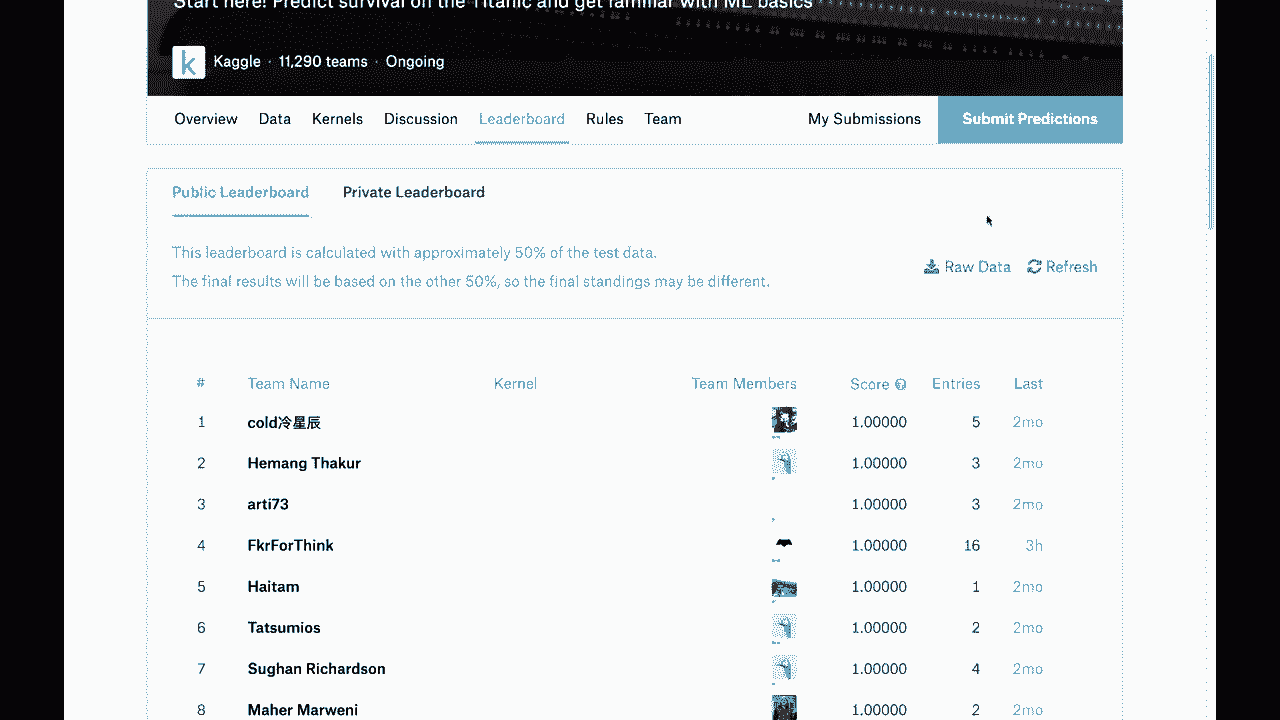 Start here! Predict survival on the Titanic and get familiar with ML basics
k Kaggle · 11,290 teams · Ongoing
Overview Data Kernels Discussion Leaderboard Rules Team My Submissions Submit Predictions
Public Leaderboard Private Leaderboard
This leaderboard is calculated with approximately 50% of the test data.
The final results will be based on the other 50%, so the final standings may be different.
Raw Data Refresh
# Team Name Kernel Team Members Score Entries Last
1 cold冷星辰 1.00000 5 2mo
2 Hemang Thakur 1.00000 3 2mo
3 arti73 1.00000 3 2mo
4 FkrForThink 1.00000 16 3h
5 Haitam 1.00000 1 2mo
6 Tatsumios 1.00000 2 2mo
7 Sughan Richardson 1.00000 4 2mo
8 Maher Marweni 1.00000 2 2mo